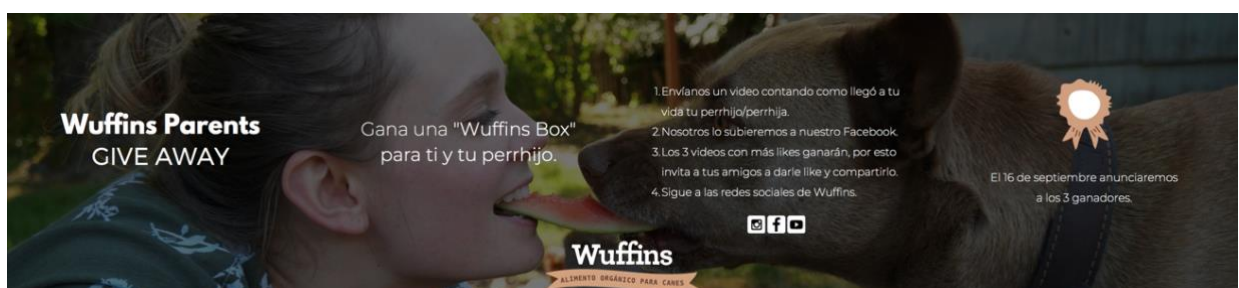 Wuffins Parents
GIVE AWAY
Gana una "Wuffins Box"
para ti y tu perrhijo.
1. Envíanos un video contando como llegó a tu
vida tu perrhijo/perrhija.
2. Nosotros lo subiremos a nuestro Facebook.
3. Los 3 videos con más likes ganarán, por esto
invita a tus amigos a darle like y compartirlo.
4. Sigue a las redes sociales de Wuffins.
El 16 de septiembre anunciaremos
a los 3 ganadores.
Wuffins
ALIMENTO ORGÁNICO PARA CANES